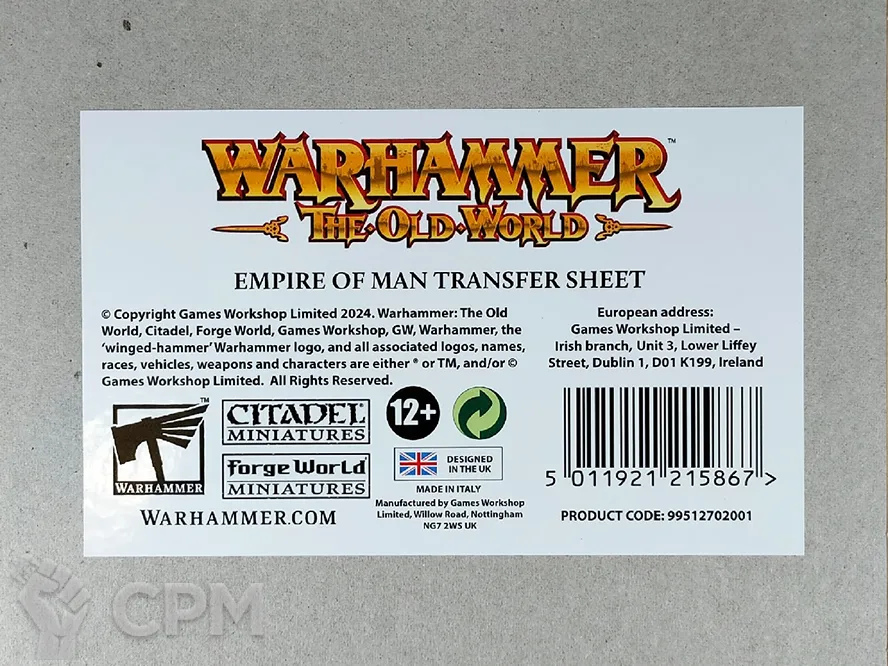 WARHAMMER™
THE•OLD•WORLD
EMPIRE OF MAN TRANSFER SHEET
© Copyright Games Workshop Limited 2024. Warhammer: The Old
World, Citadel, Forge World, Games Workshop, GW, Warhammer, the
‘winged-hammer’ Warhammer logo, and all associated logos, names,
races, vehicles, weapons and characters are either ® or TM, and/or ©
Games Workshop Limited. All Rights Reserved.
European address:
Games Workshop Limited –
Irish branch, Unit 3, Lower Liffey
Street, Dublin 1, D01 K199, Ireland
™
WARHAMMER
WARHAMMER.COM
CITADEL
MINIATURES
Forge World
MINIATURES
12+
DESIGNED
IN THE UK
MADE IN ITALY
Manufactured by Games Workshop
Limited, Willow Road, Nottingham
NG7 2WS UK
5 011921 215867 >
PRODUCT CODE: 99512702001
CPM